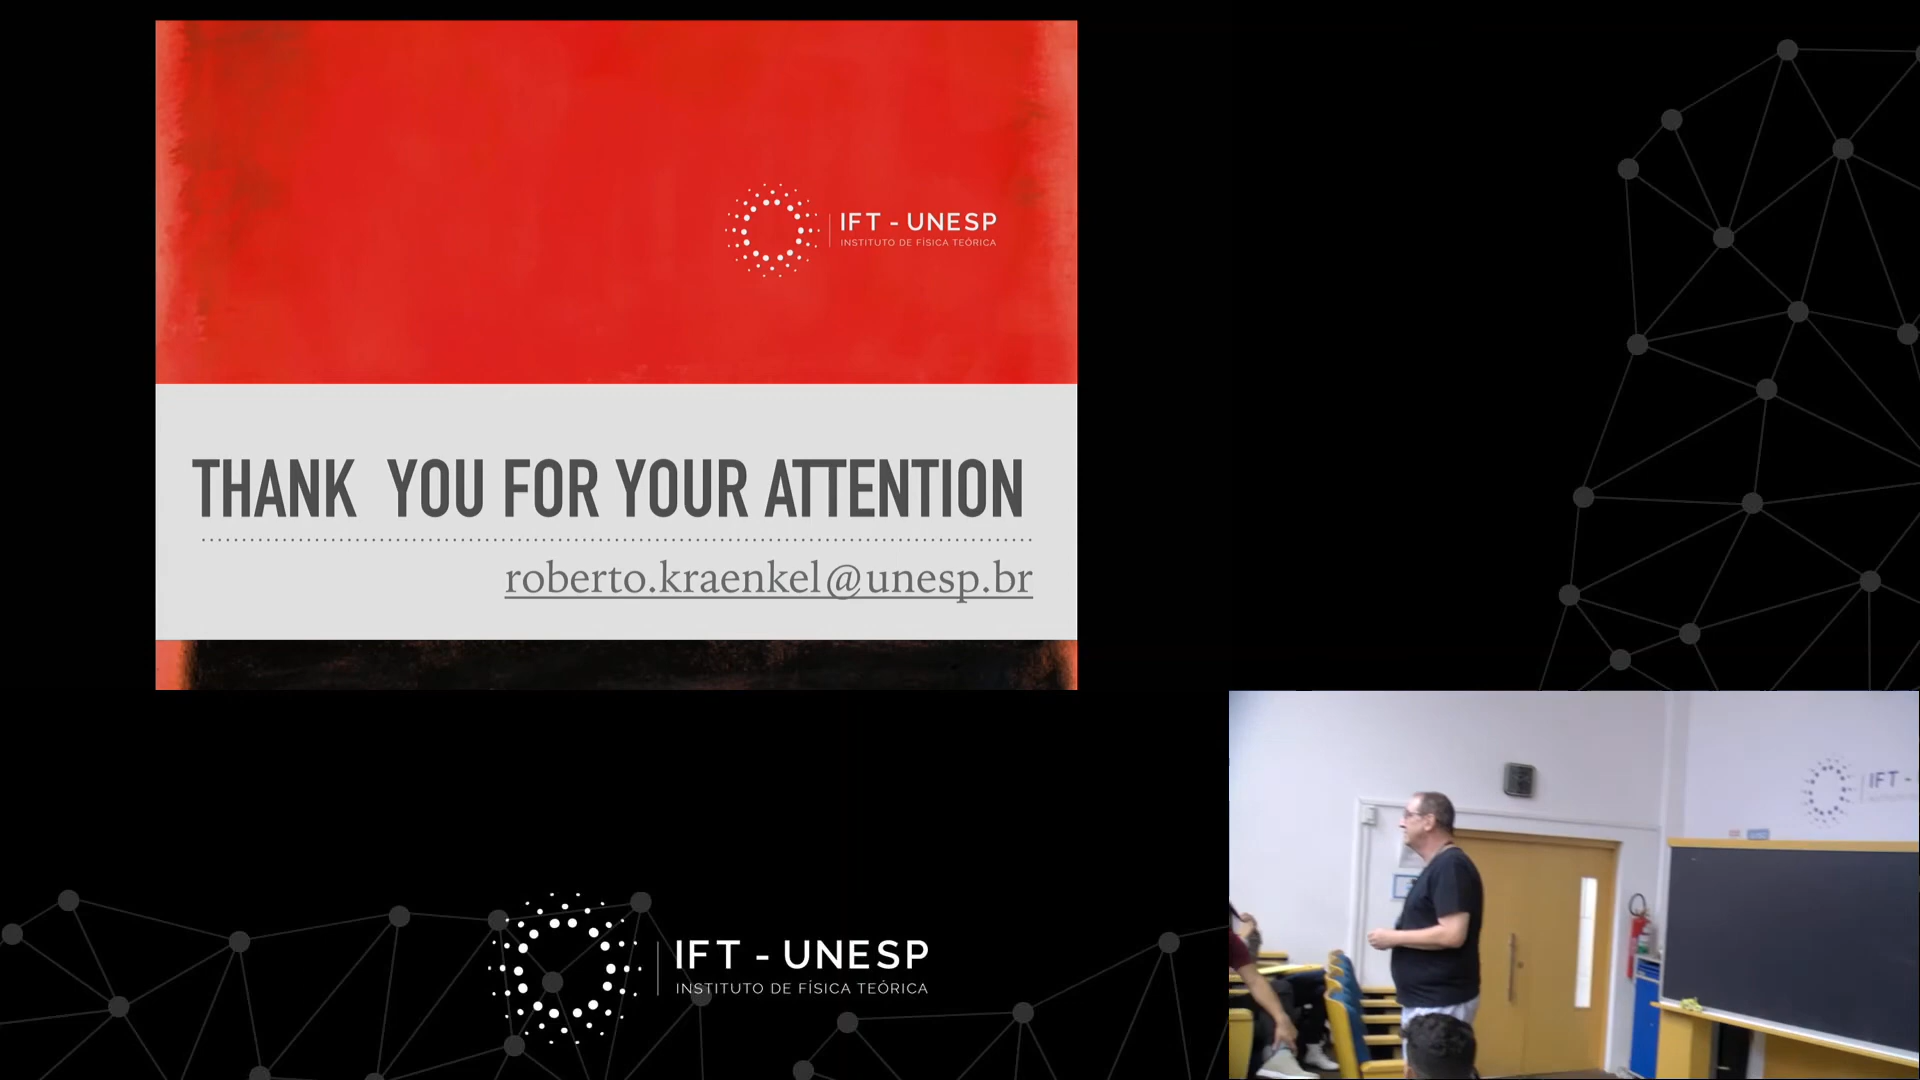 IFT - UNESP
INSTITUTO DE FÍSICA TEÓRICA
THANK YOU FOR YOUR ATTENTION
roberto.kraenkel@unesp.br
IFT - UNESP
INSTITUTO DE FÍSICA TEÓRICA
IFT -